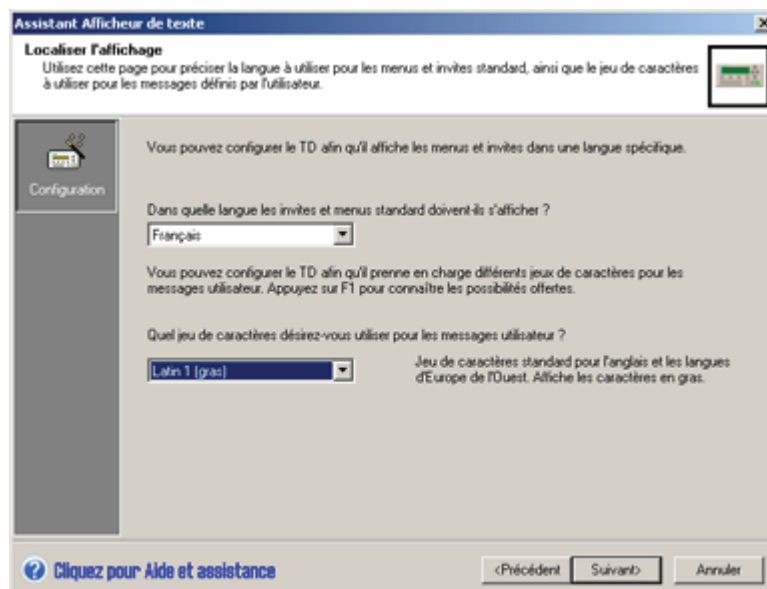 Assistant Afficheur de texte
Localiser l'affichage
Utilisez cette page pour préciser la langue à utiliser pour les menus et invites standard, ainsi que le jeu de caractères
à utiliser pour les messages définis par l'utilisateur.
Configuration
Vous pouvez configurer le TD afin qu'il affiche les menus et invites dans une langue spécifique.
Dans quelle langue les invites et menus standard doivent-ils s'afficher ?
Français
Vous pouvez configurer le TD afin qu'il prenne en charge différents jeux de caractères pour les
messages utilisateur. Appuyez sur F1 pour connaître les possibilités offertes.
Quel jeu de caractères désirez-vous utiliser pour les messages utilisateur ?
Latin 1 (gras)
Jeu de caractères standard pour l'anglais et les langues
d'Europe de l'Ouest. Affiche les caractères en gras.
Cliquez pour Aide et assistance
<Précédent
Suivant>
Annuler